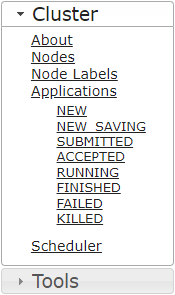 Cluster
About
Nodes
Node Labels
Applications
NEW
NEW_SAVING
SUBMITTED
ACCEPTED
RUNNING
FINISHED
FAILED
KILLED
Scheduler
Tools